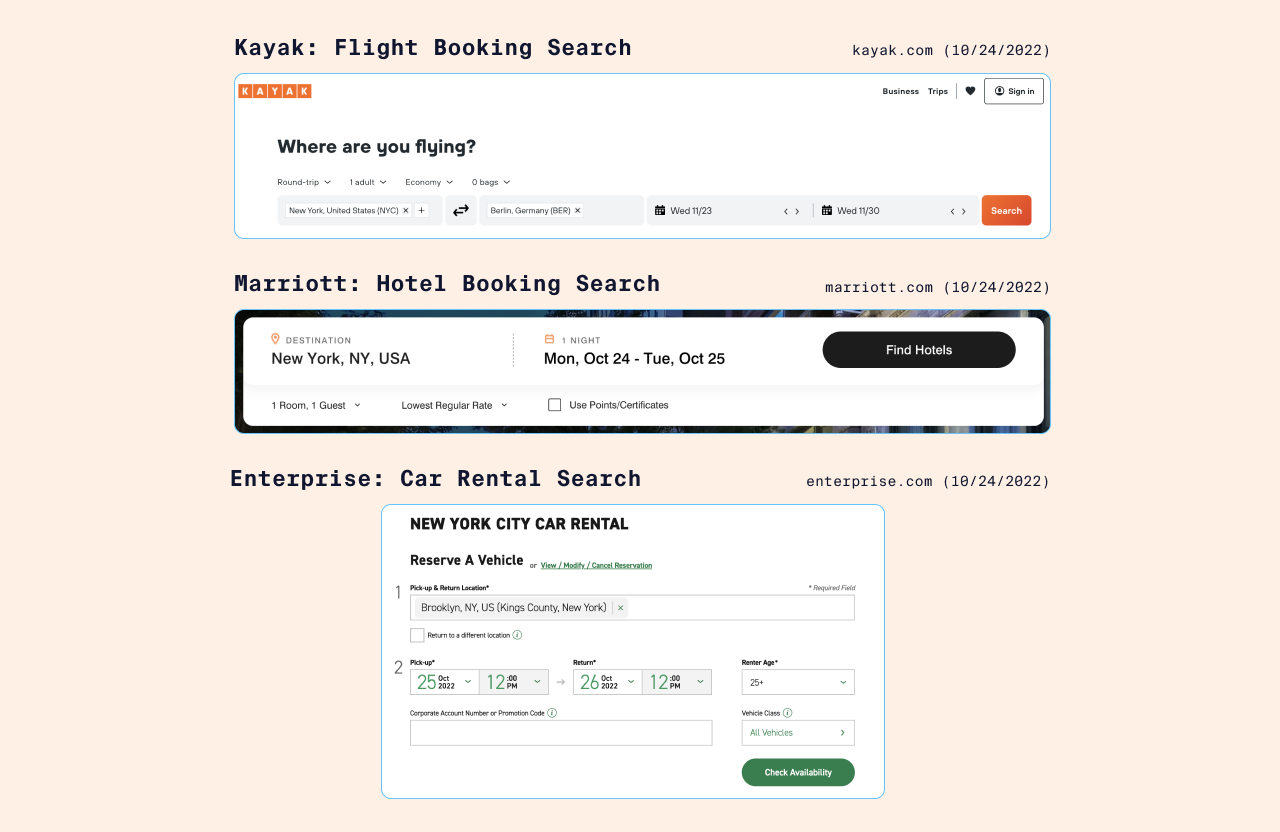 Kayak: Flight Booking Search kayak.com (10/24/2022)
KAYAK Business Trips Sign in
Where are you flying?
Round-trip 1 adult Economy 0 bags
New York, United States (NYC) × + Berlin, Germany (BER) × Wed 11/23 < > Wed 11/30 < > Search
Marriott: Hotel Booking Search marriott.com (10/24/2022)
DESTINATION 1 NIGHT
New York, NY, USA Mon, Oct 24 - Tue, Oct 25 Find Hotels
1 Room, 1 Guest Lowest Regular Rate Use Points/Certificates
Enterprise: Car Rental Search enterprise.com (10/24/2022)
NEW YORK CITY CAR RENTAL
Reserve A Vehicle or View / Modify / Cancel Reservation
1 Pick-up & Return Location* * Required Field
Brooklyn, NY, US (Kings County, New York) ×
Return to a different location i
2 Pick-up* Return* Renter Age*
25 Oct 2022 12 :00 PM → 26 Oct 2022 12 :00 PM 25+
Corporate Account Number or Promotion Code i Vehicle Class i
All Vehicles >
Check Availability